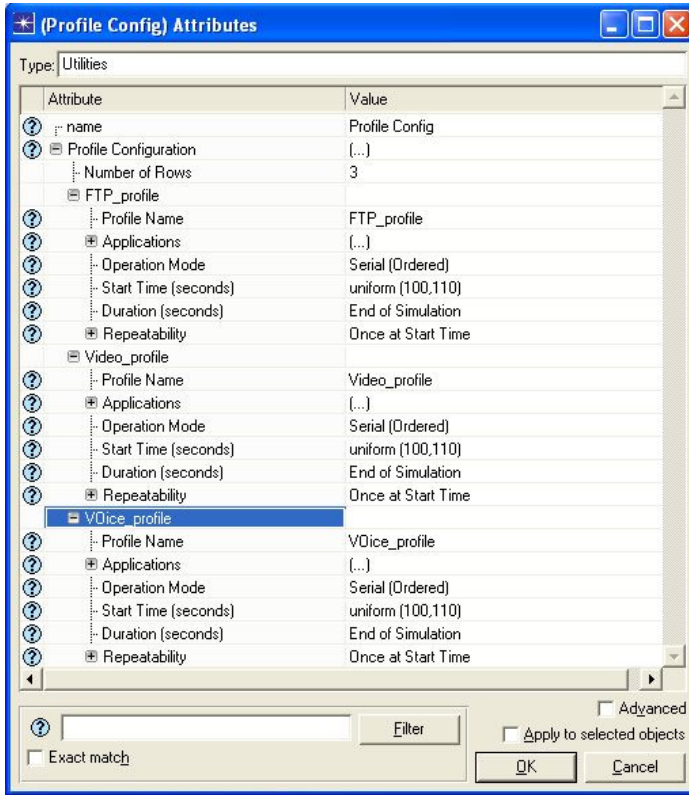 (Profile Config) Attributes
Type: Utilities
Attribute Value
name Profile Config
Profile Configuration (...)
Number of Rows 3
FTP_profile
Profile Name FTP_profile
Applications (...)
Operation Mode Serial (Ordered)
Start Time (seconds) uniform (100,110)
Duration (seconds) End of Simulation
Repeatability Once at Start Time
Video_profile
Profile Name Video_profile
Applications (...)
Operation Mode Serial (Ordered)
Start Time (seconds) uniform (100,110)
Duration (seconds) End of Simulation
Repeatability Once at Start Time
VOice_profile
Profile Name VOice_profile
Applications (...)
Operation Mode Serial (Ordered)
Start Time (seconds) uniform (100,110)
Duration (seconds) End of Simulation
Repeatability Once at Start Time
Advanced
Filter
Apply to selected objects
Exact match
OK Cancel